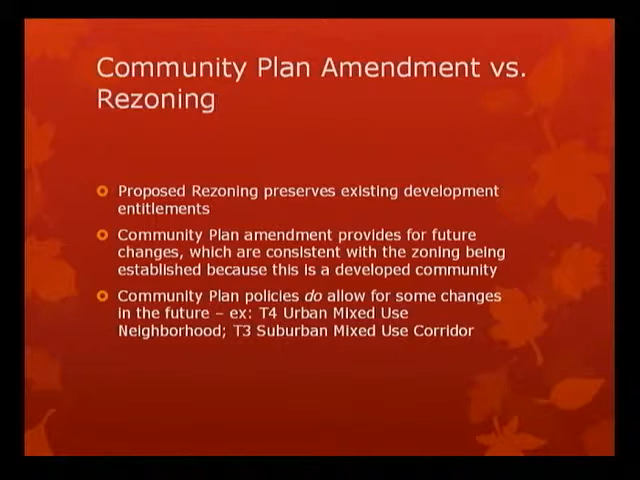 Community Plan Amendment vs.
Rezoning
Proposed Rezoning preserves existing development
entitlements
Community Plan amendment provides for future
changes, which are consistent with the zoning being
established because this is a developed community
Community Plan policies do allow for some changes
in the future – ex: T4 Urban Mixed Use
Neighborhood; T3 Suburban Mixed Use Corridor